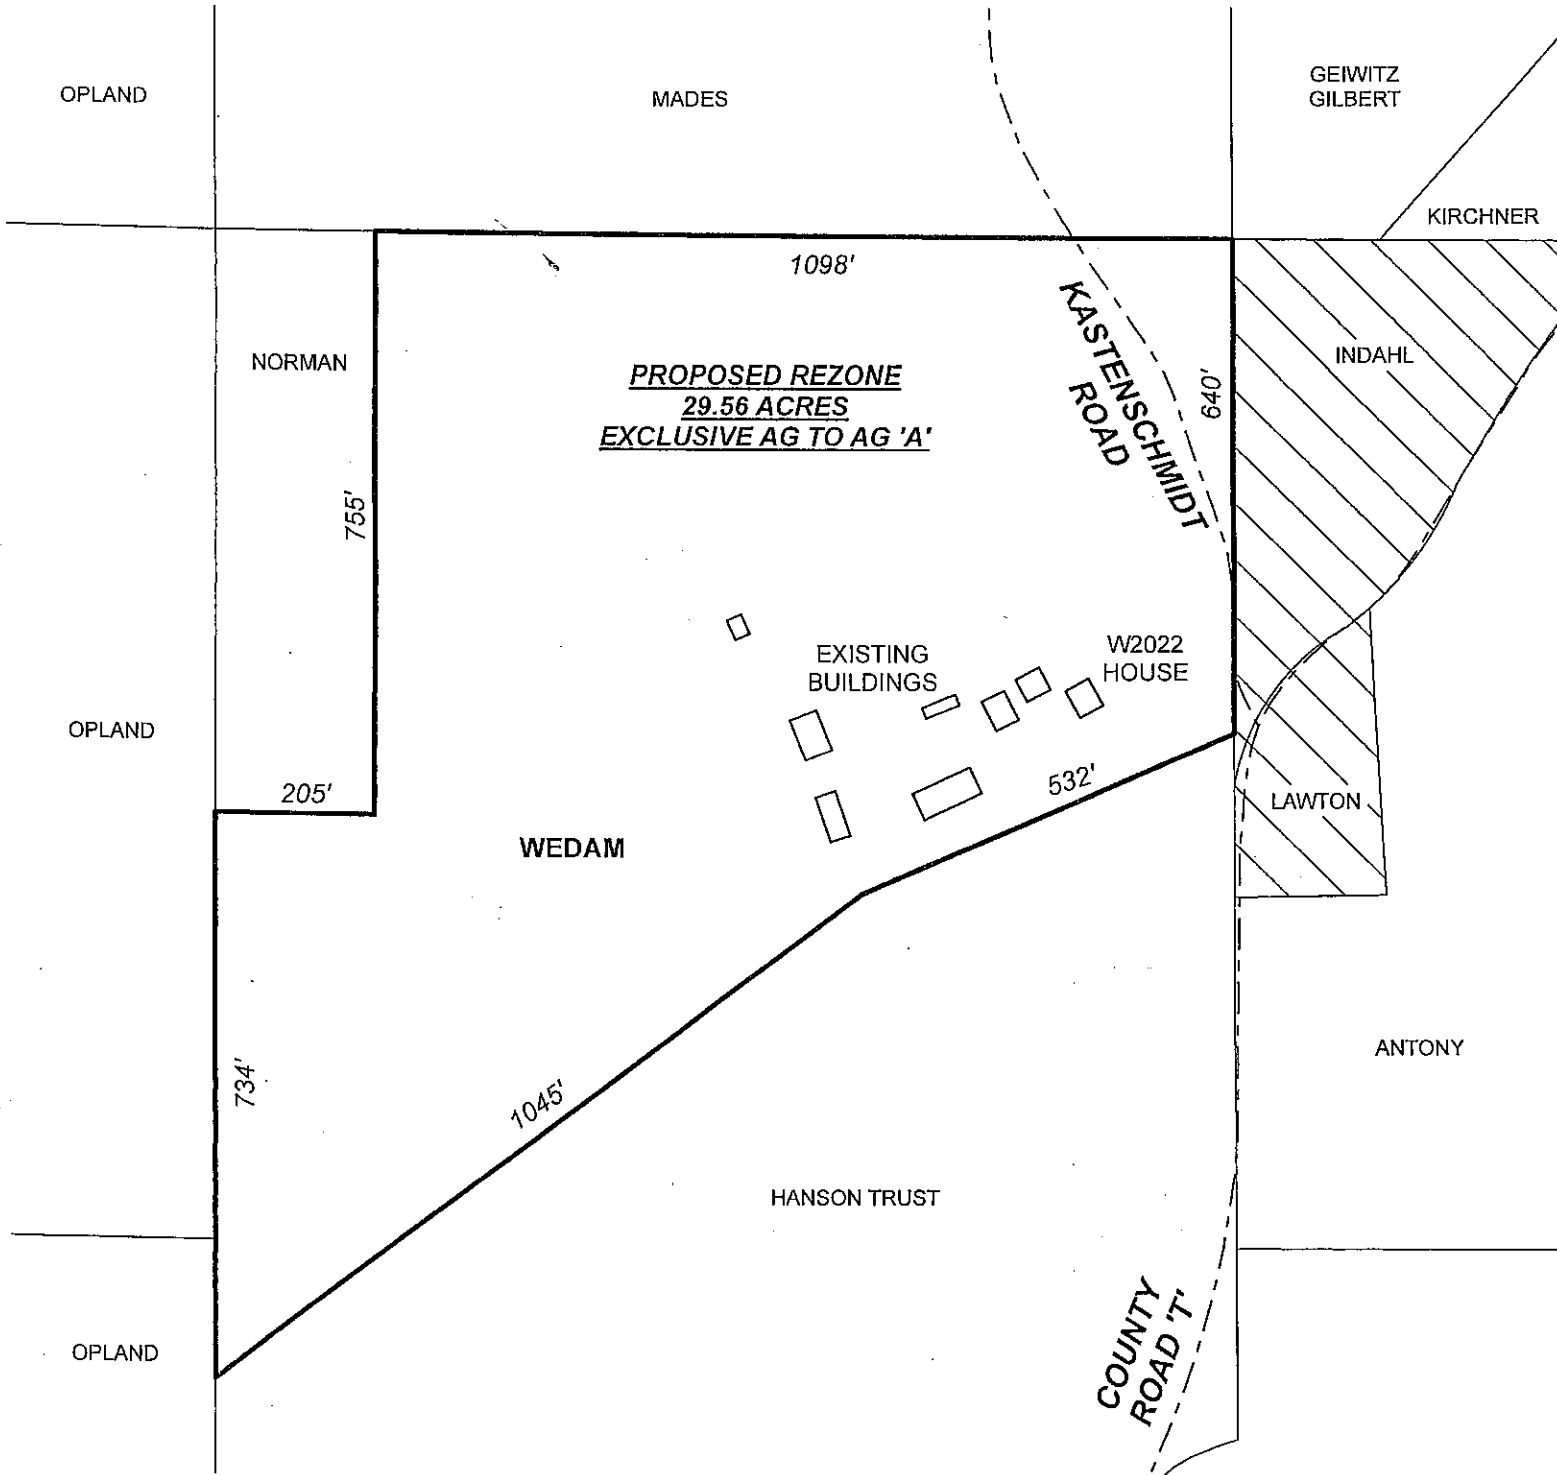 OPLAND
MADES
GEIWITZ
GILBERT
KIRCHNER
1098'
NORMAN
PROPOSED REZONE
29.56 ACRES
EXCLUSIVE AG TO AG 'A'
KASTENSCHMIDT
ROAD
640'
INDAHL
755'
EXISTING
BUILDINGS
W2022
HOUSE
OPLAND
205'
532'
LAWTON
WEDAM
734'
1045'
ANTONY
HANSON TRUST
COUNTY
ROAD 'T'
OPLAND